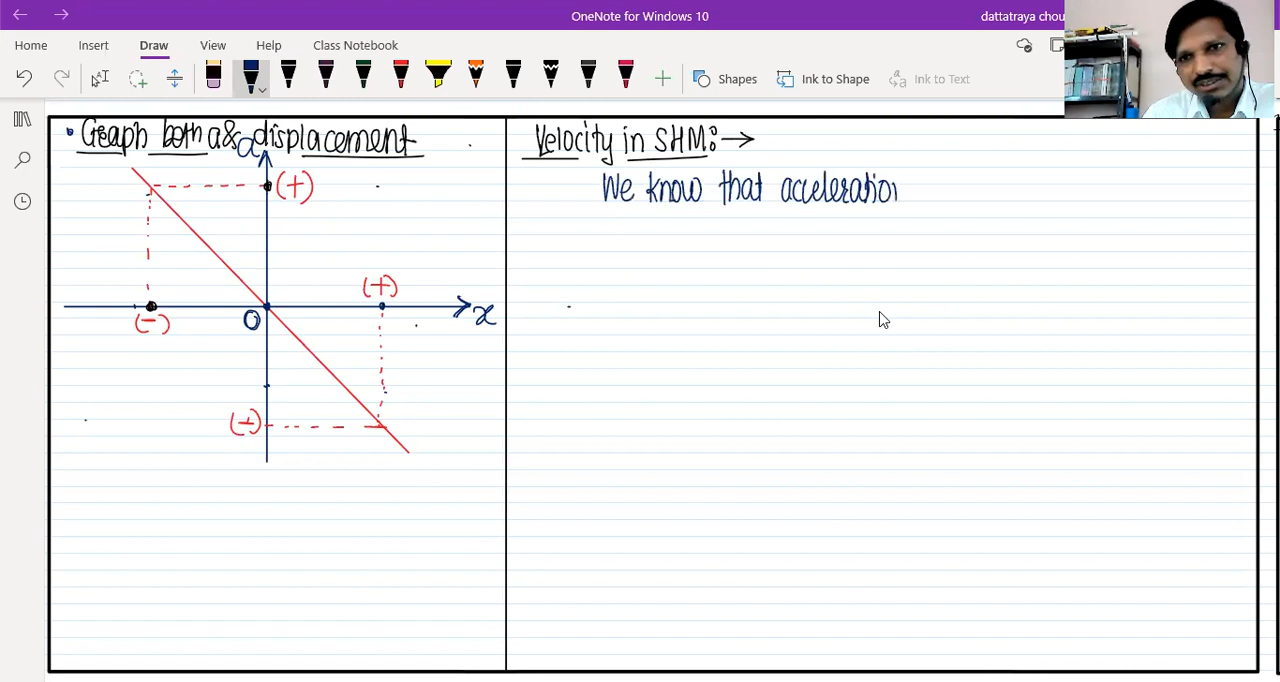 OneNote for Windows 10
dattatraya chou
Home Insert Draw View Help Class Notebook
Shapes Ink to Shape Ink to Text
Graph both a & displacement
a
(+)
(+)
(-)
O
x
(+)
Velocity in SHM:→
We know that acceleration